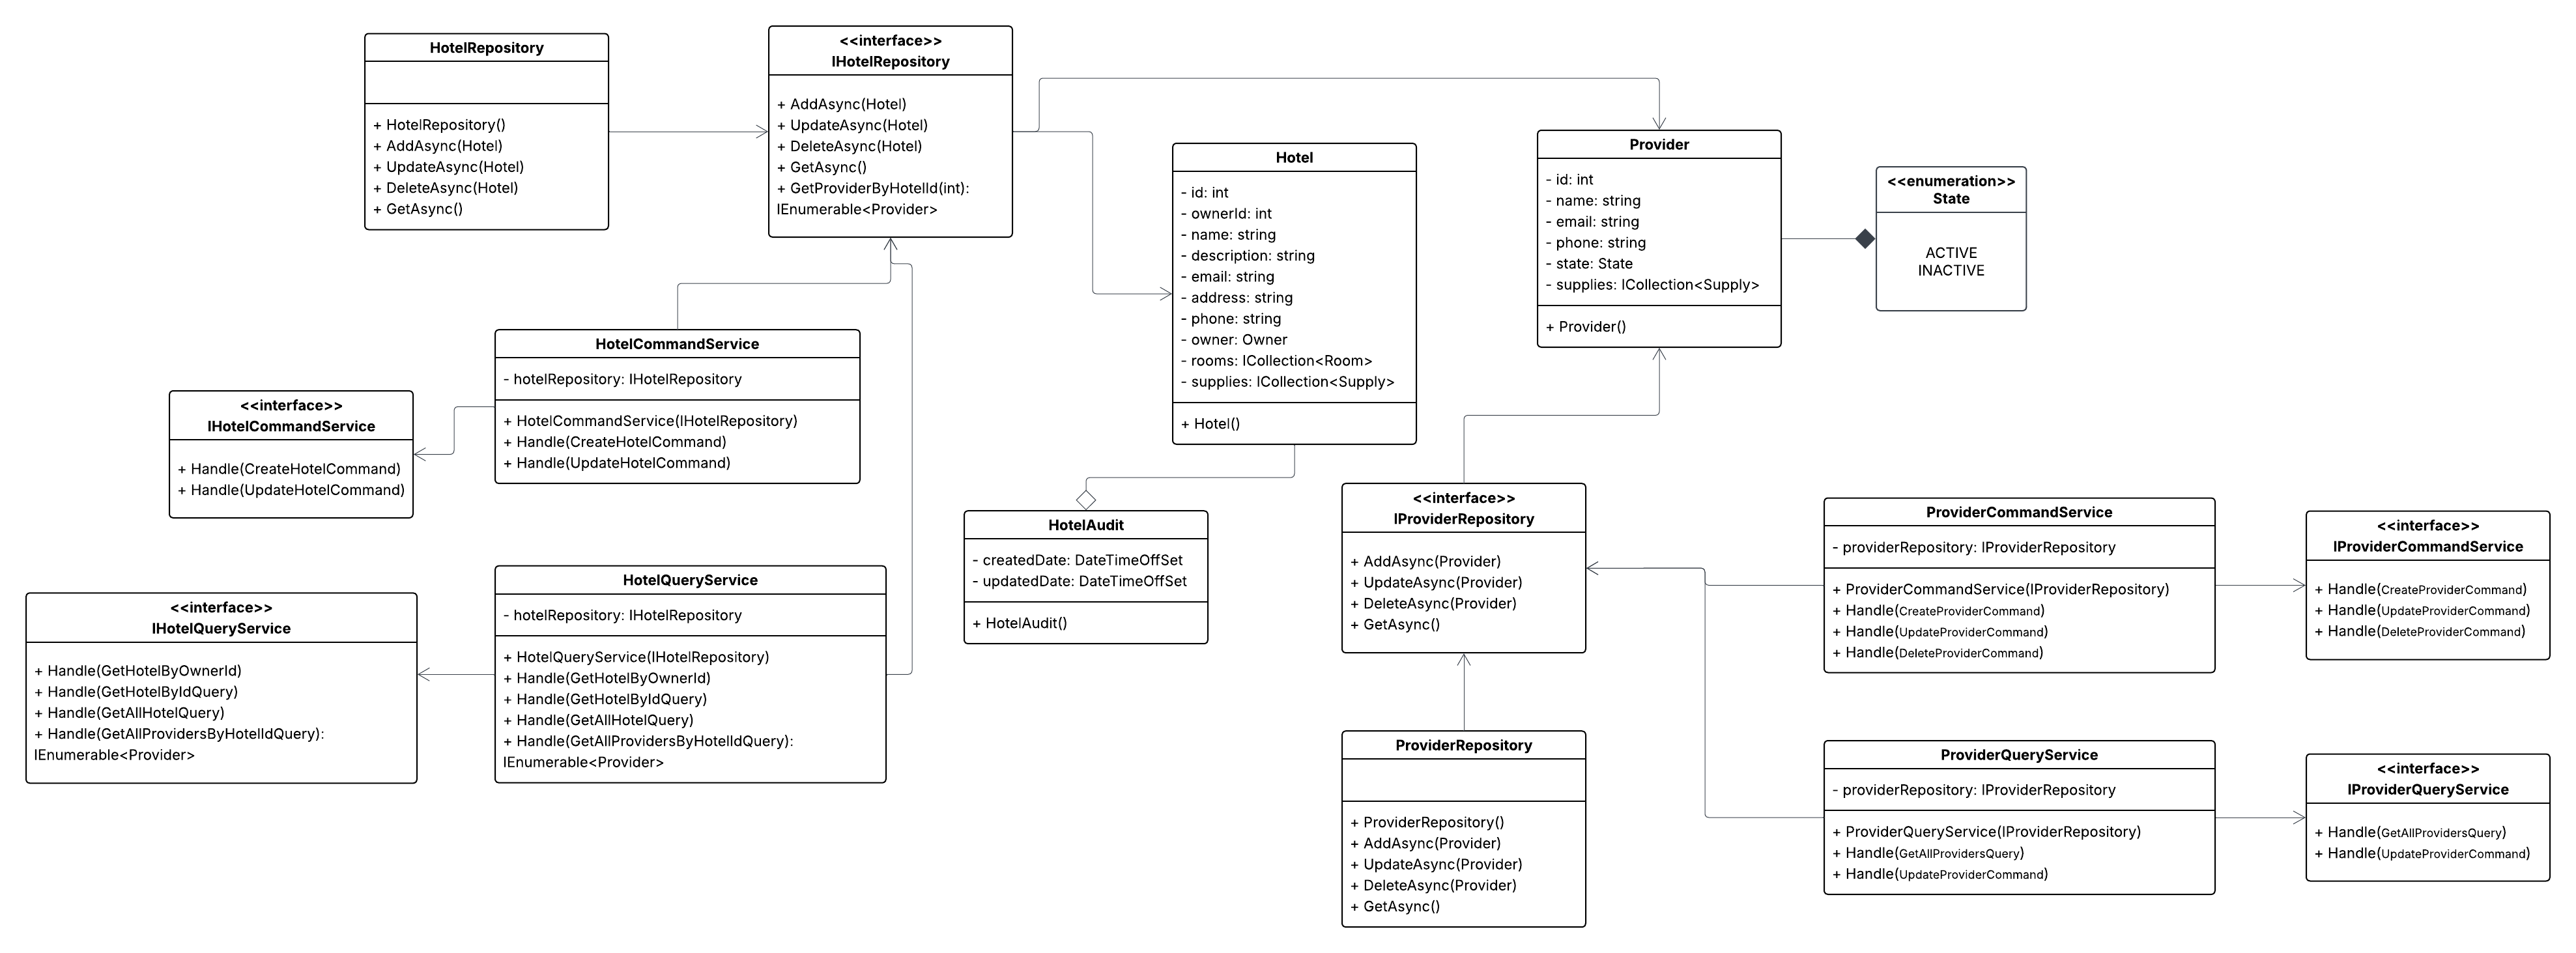 HotelRepository
+ HotelRepository()
+ AddAsync(Hotel)
+ UpdateAsync(Hotel)
+ DeleteAsync(Hotel)
+ GetAsync()
<<interface>>
IHotelRepository
+ AddAsync(Hotel)
+ UpdateAsync(Hotel)
+ DeleteAsync(Hotel)
+ GetAsync()
+ GetProviderByHotelId(int):
IEnumerable<Provider>
Hotel
- id: int
- ownerId: int
- name: string
- description: string
- email: string
- address: string
- phone: string
- owner: Owner
- rooms: ICollection<Room>
- supplies: ICollection<Supply>
+ Hotel()
Provider
- id: int
- name: string
- email: string
- phone: string
- state: State
- supplies: ICollection<Supply>
+ Provider()
<<enumeration>>
State
ACTIVE
INACTIVE
HotelCommandService
- hotelRepository: IHotelRepository
+ HotelCommandService(IHotelRepository)
+ Handle(CreateHotelCommand)
+ Handle(UpdateHotelCommand)
<<interface>>
IHotelCommandService
+ Handle(CreateHotelCommand)
+ Handle(UpdateHotelCommand)
HotelAudit
- createdDate: DateTimeOffSet
- updatedDate: DateTimeOffSet
+ HotelAudit()
<<interface>>
IProviderRepository
+ AddAsync(Provider)
+ UpdateAsync(Provider)
+ DeleteAsync(Provider)
+ GetAsync()
ProviderCommandService
- providerRepository: IProviderRepository
+ ProviderCommandService(IProviderRepository)
+ Handle(CreateProviderCommand)
+ Handle(UpdateProviderCommand)
+ Handle(DeleteProviderCommand)
<<interface>>
IProviderCommandService
+ Handle(CreateProviderCommand)
+ Handle(UpdateProviderCommand)
+ Handle(DeleteProviderCommand)
<<interface>>
IHotelQueryService
+ Handle(GetHotelByOwnerId)
+ Handle(GetHotelByIdQuery)
+ Handle(GetAllHotelQuery)
+ Handle(GetAllProvidersByHotelIdQuery):
IEnumerable<Provider>
HotelQueryService
- hotelRepository: IHotelRepository
+ HotelQueryService(IHotelRepository)
+ Handle(GetHotelByOwnerId)
+ Handle(GetHotelByIdQuery)
+ Handle(GetAllHotelQuery)
+ Handle(GetAllProvidersByHotelIdQuery):
IEnumerable<Provider>
ProviderRepository
+ ProviderRepository()
+ AddAsync(Provider)
+ UpdateAsync(Provider)
+ DeleteAsync(Provider)
+ GetAsync()
ProviderQueryService
- providerRepository: IProviderRepository
+ ProviderQueryService(IProviderRepository)
+ Handle(GetAllProvidersQuery)
+ Handle(UpdateProviderCommand)
<<interface>>
IProviderQueryService
+ Handle(GetAllProvidersQuery)
+ Handle(UpdateProviderCommand)